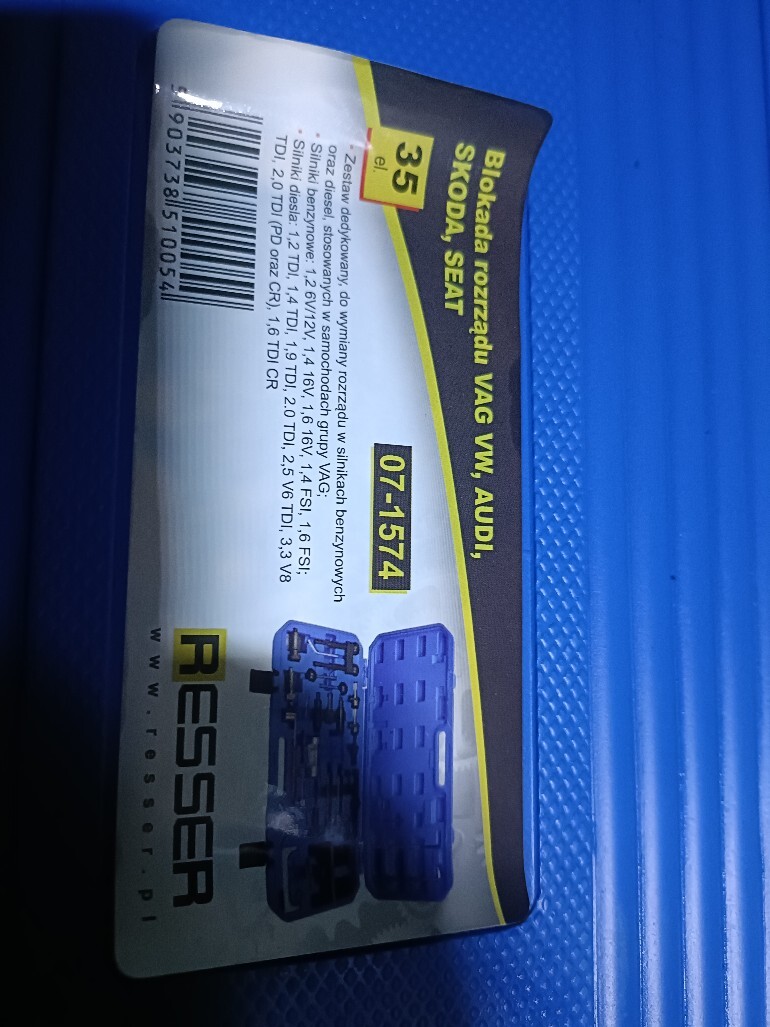 Blokada rozrządu VAG VW, AUDI,
SKODA, SEAT
35
el.
07-1574
• Zestaw dedykowany, do wymiany rozrządu w silnikach benzynowych
oraz diesel, stosowanych w samochodach grupy VAG;
• Silniki benzynowe: 1,2 6V/12V, 1,4 16V, 1,6 16V, 1,4 FSI, 1,6 FSI;
• Silniki diesla: 1,2 TDI, 1,4 TDI, 1,9 TDI, 2.0 TDI, 2,5 V6 TDI, 3,3 V8
TDI, 2,0 TDI (PD oraz CR), 1,6 TDI CR
5 903738 510054
RESSER
www.resser.pl